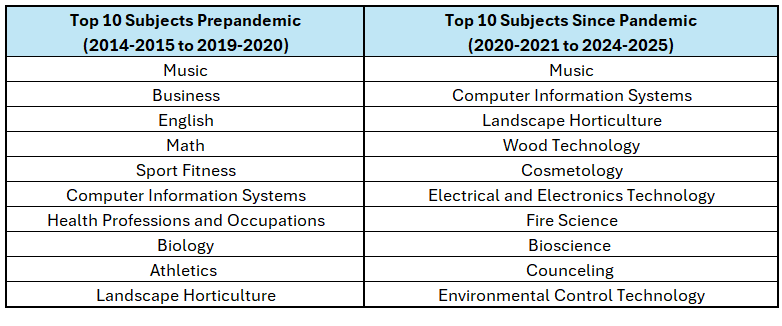 Top 10 Subjects Prepandemic
(2014-2015 to 2019-2020)
Top 10 Subjects Since Pandemic
(2020-2021 to 2024-2025)
Music
Music
Business
Computer Information Systems
English
Landscape Horticulture
Math
Wood Technology
Sport Fitness
Cosmetology
Computer Information Systems
Electrical and Electronics Technology
Health Professions and Occupations
Fire Science
Biology
Bioscience
Athletics
Counceling
Landscape Horticulture
Environmental Control Technology